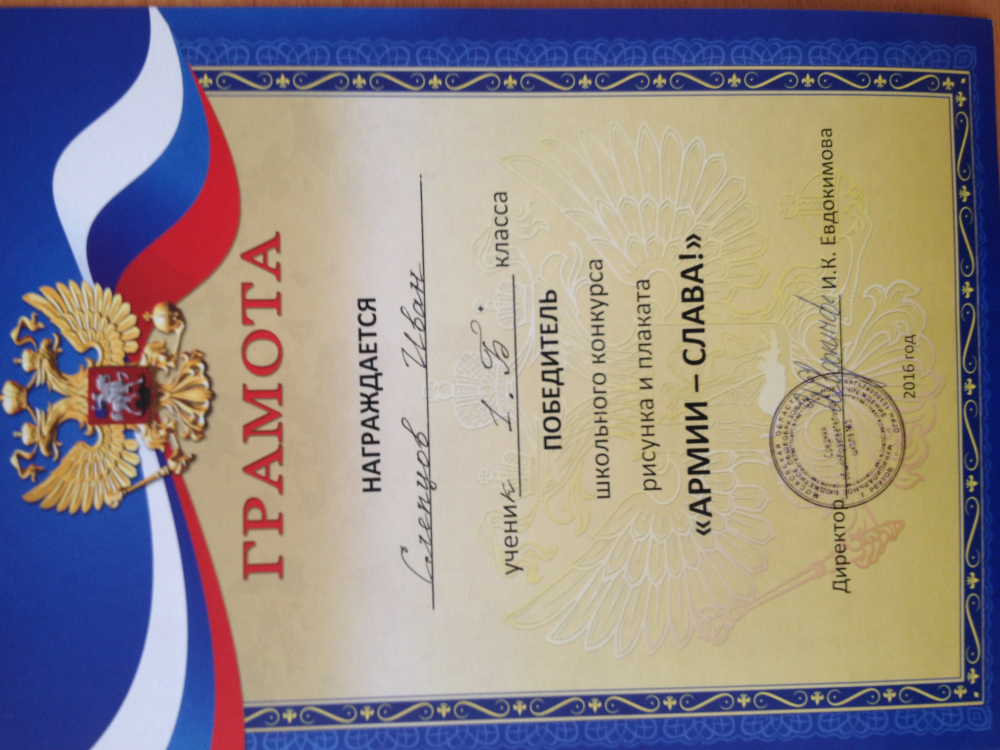 ГРАМОТА
НАГРАЖДАЕТСЯ
Слепцов Иван
ученик 1 "Б" класса
ПОБЕДИТЕЛЬ
школьного конкурса
рисунка и плаката
«АРМИИ – СЛАВА!»
Директор И.К. Евдокимова
2016 год